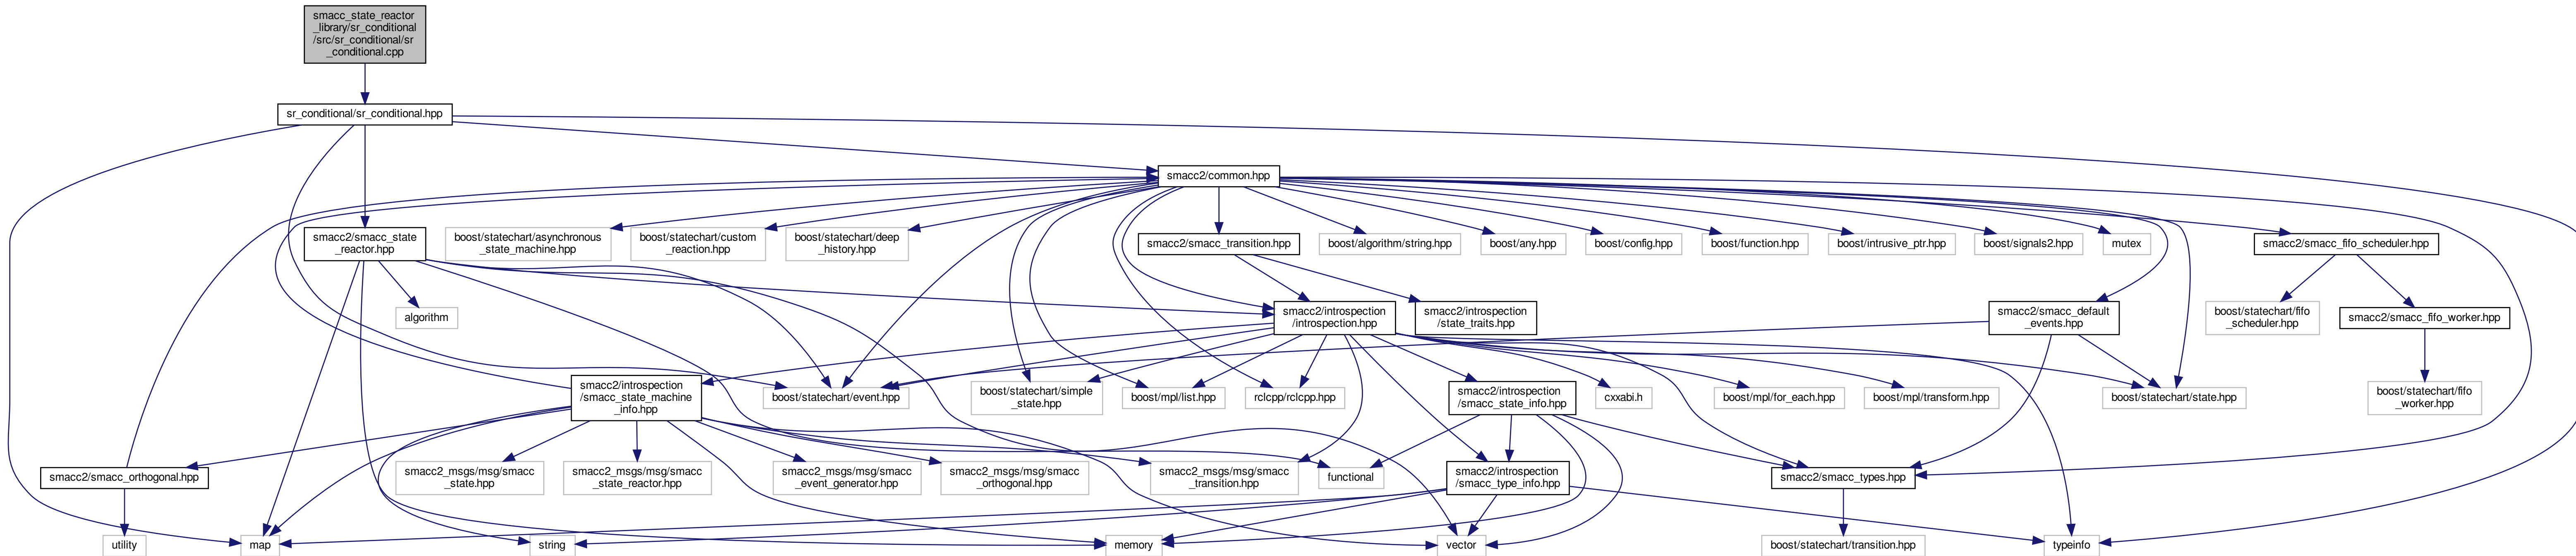 smacc_state_reactor
_library/sr_conditional
/src/sr_conditional/sr
_conditional.cpp
sr_conditional/sr_conditional.hpp
smacc2/common.hpp
smacc2/smacc_state
_reactor.hpp
boost/statechart/asynchronous
_state_machine.hpp
boost/statechart/custom
_reaction.hpp
boost/statechart/deep
_history.hpp
smacc2/smacc_transition.hpp
boost/algorithm/string.hpp
boost/any.hpp
boost/config.hpp
boost/function.hpp
boost/intrusive_ptr.hpp
boost/signals2.hpp
mutex
smacc2/smacc_fifo_scheduler.hpp
algorithm
smacc2/introspection
/introspection.hpp
smacc2/introspection
/state_traits.hpp
smacc2/smacc_default
_events.hpp
boost/statechart/fifo
_scheduler.hpp
smacc2/smacc_fifo_worker.hpp
smacc2/introspection
/smacc_state_machine
_info.hpp
boost/statechart/event.hpp
boost/statechart/simple
_state.hpp
boost/mpl/list.hpp
rclcpp/rclcpp.hpp
smacc2/introspection
/smacc_state_info.hpp
cxxabi.h
boost/mpl/for_each.hpp
boost/mpl/transform.hpp
boost/statechart/state.hpp
boost/statechart/fifo
_worker.hpp
smacc2/smacc_orthogonal.hpp
smacc2_msgs/msg/smacc
_state.hpp
smacc2_msgs/msg/smacc
_state_reactor.hpp
smacc2_msgs/msg/smacc
_event_generator.hpp
smacc2_msgs/msg/smacc
_orthogonal.hpp
smacc2_msgs/msg/smacc
_transition.hpp
functional
smacc2/introspection
/smacc_type_info.hpp
smacc2/smacc_types.hpp
utility
map
string
memory
vector
boost/statechart/transition.hpp
typeinfo